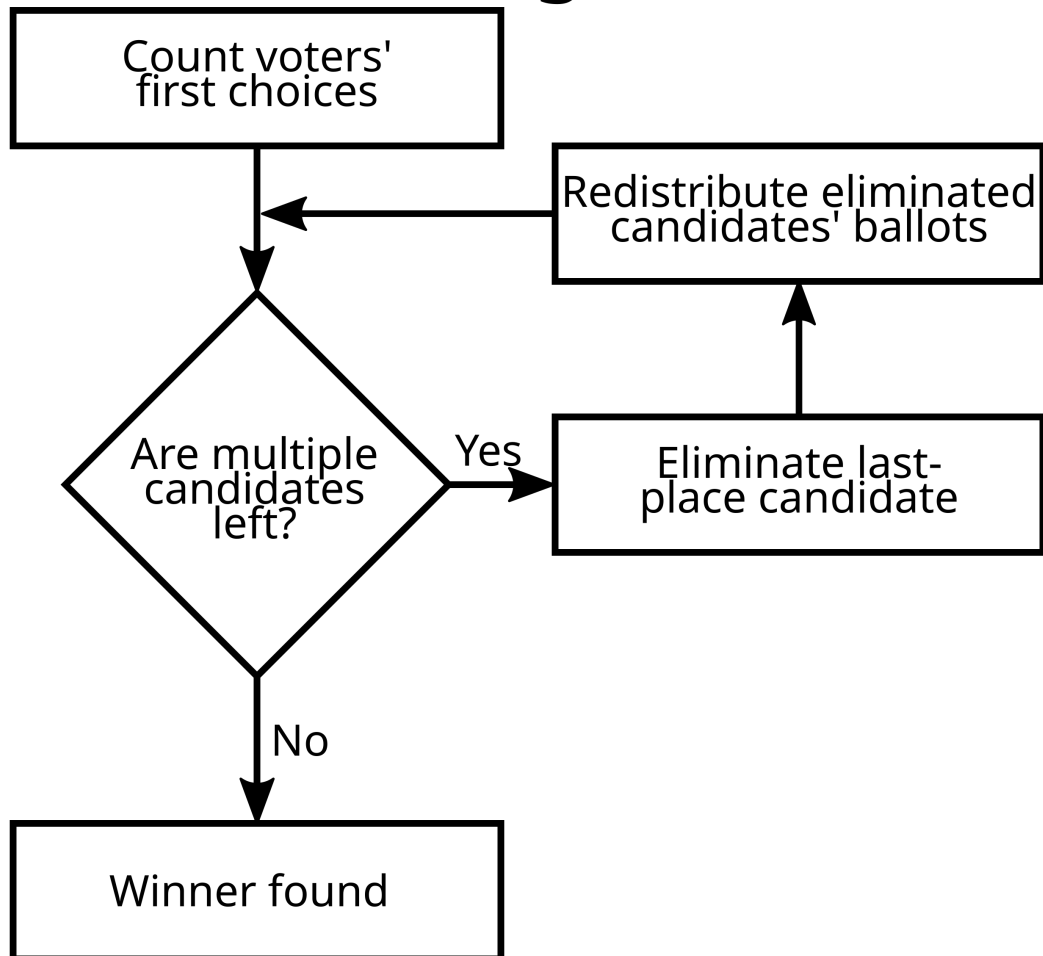 Count voters'
first choices
Redistribute eliminated
candidates' ballots
Are multiple
candidates
left?
Yes
Eliminate last-
place candidate
No
Winner found